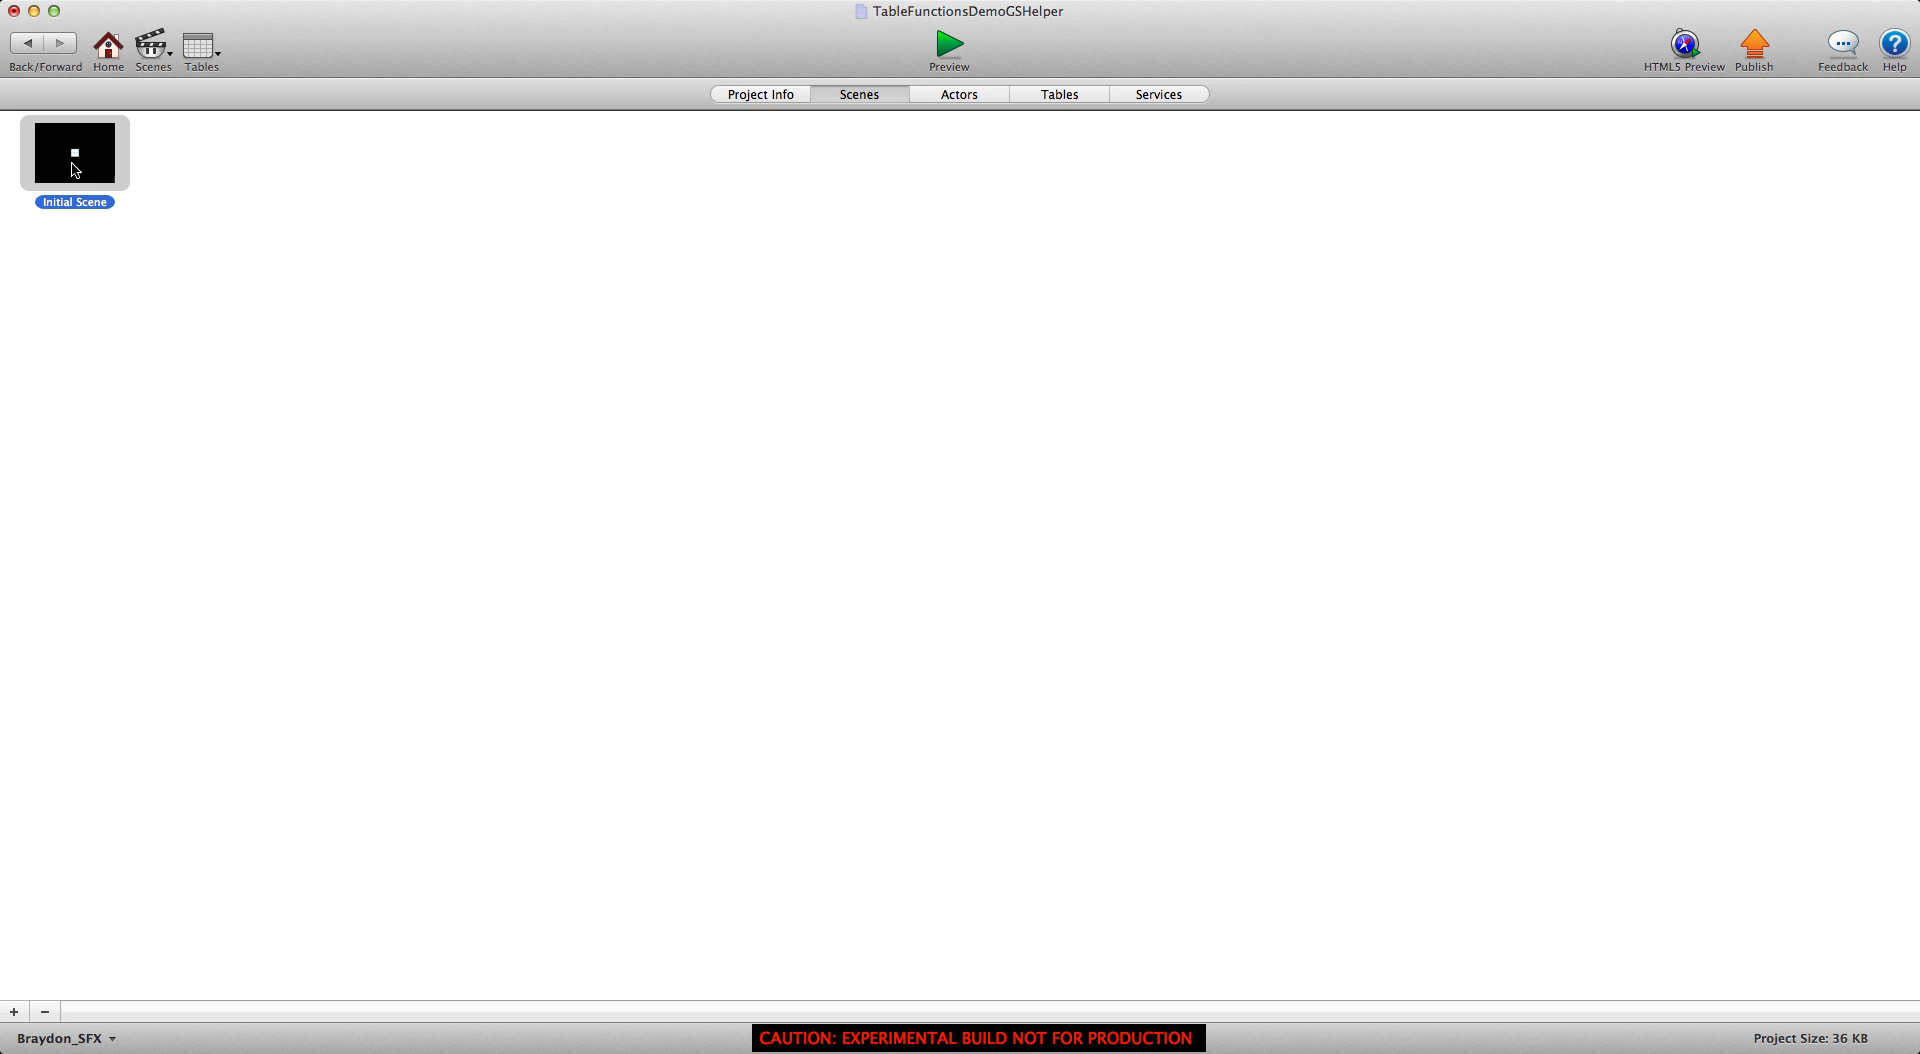 TableFunctionsDemoGSHelper
Back/Forward Home Scenes Tables Preview HTML5 Preview Publish Feedback Help
Project Info Scenes Actors Tables Services
Initial Scene
+ −
Braydon_SFX CAUTION: EXPERIMENTAL BUILD NOT FOR PRODUCTION Project Size: 36 KB